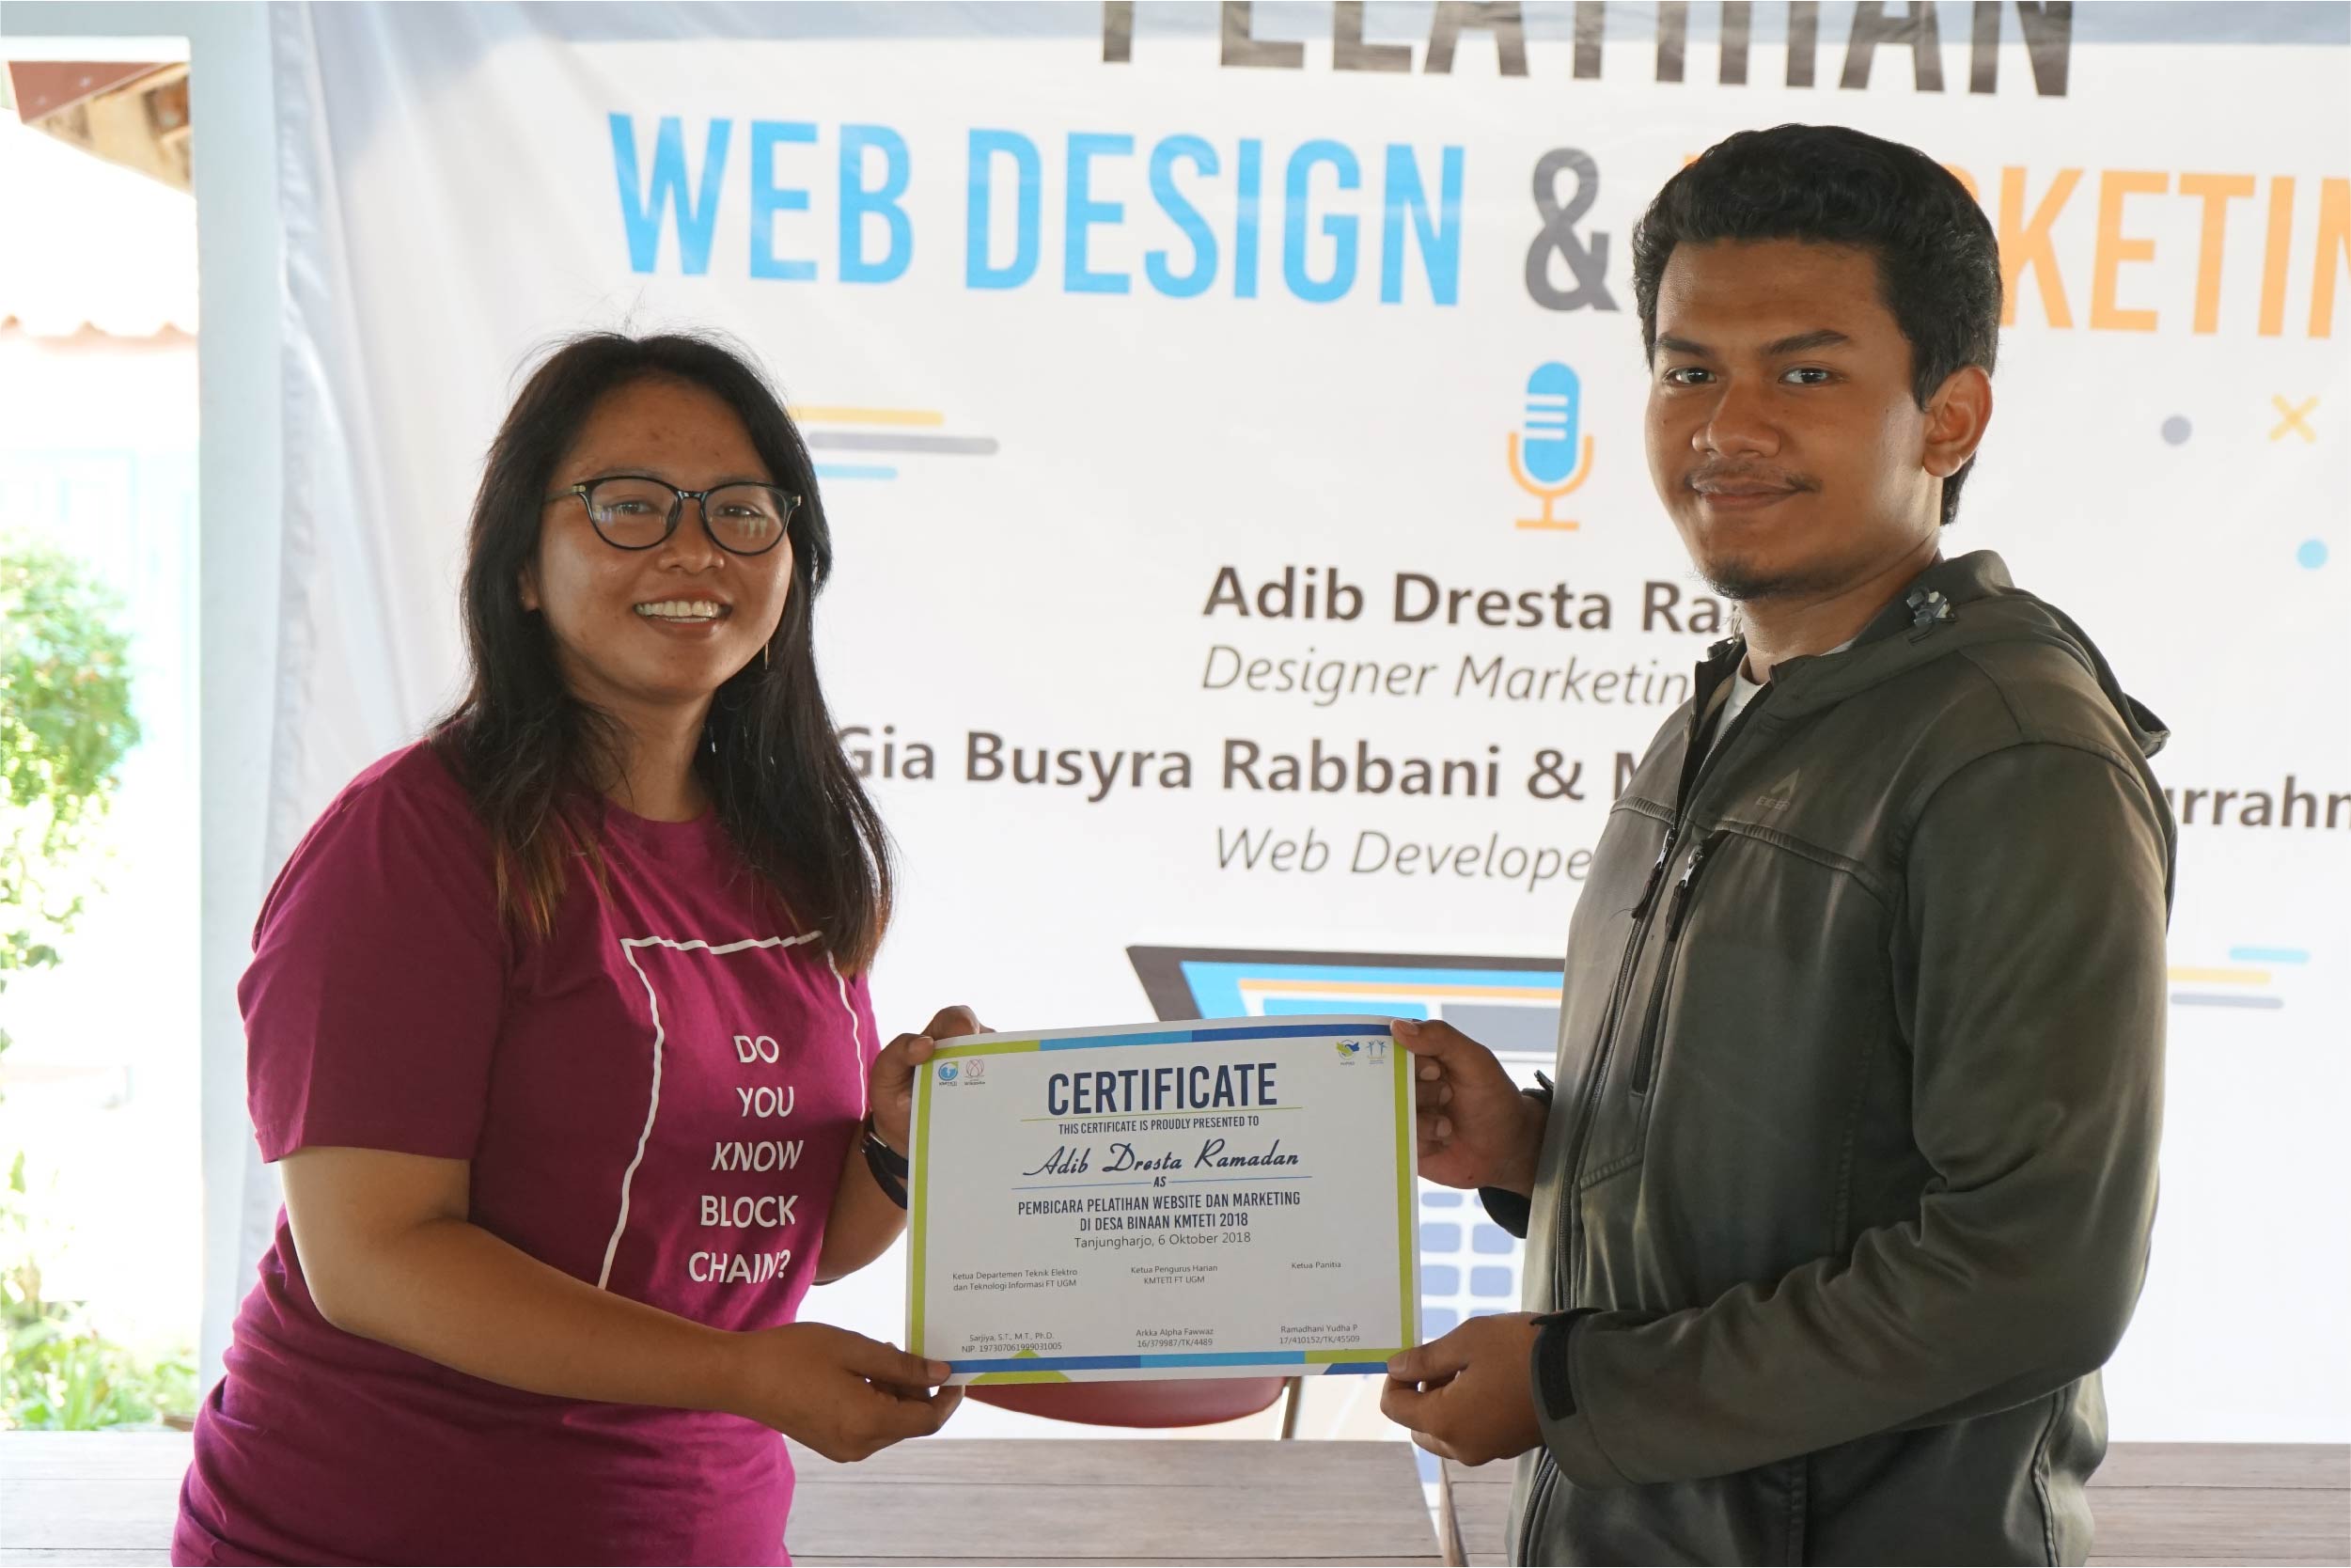 PELATIHAN
WEB DESIGN & KETIN
Adib Dresta Ra
Designer Marketin
Gia Busyra Rabbani & M urrahm
Web Develope
DO
YOU
KNOW
BLOCK
CHAIN?
CERTIFICATE
THIS CERTIFICATE IS PROUDLY PRESENTED TO
Adib Dresta Ramadan
AS
PEMBICARA PELATIHAN WEBSITE DAN MARKETING
DI DESA BINAAN KMTETI 2018
Tanjungharjo, 6 Oktober 2018
Ketua Departemen Teknik Elektro
dan Teknologi Informasi FT UGM
Ketua Pengurus Harian
KMTETI FT UGM
Ketua Panitia
Sarjiya, S.T., M.T., Ph.D.
NIP. 197307061999031005
Arkka Alpha Fawwaz
16/379987/TK/4489
Ramadhani Yudha P
17/410152/TK/45509